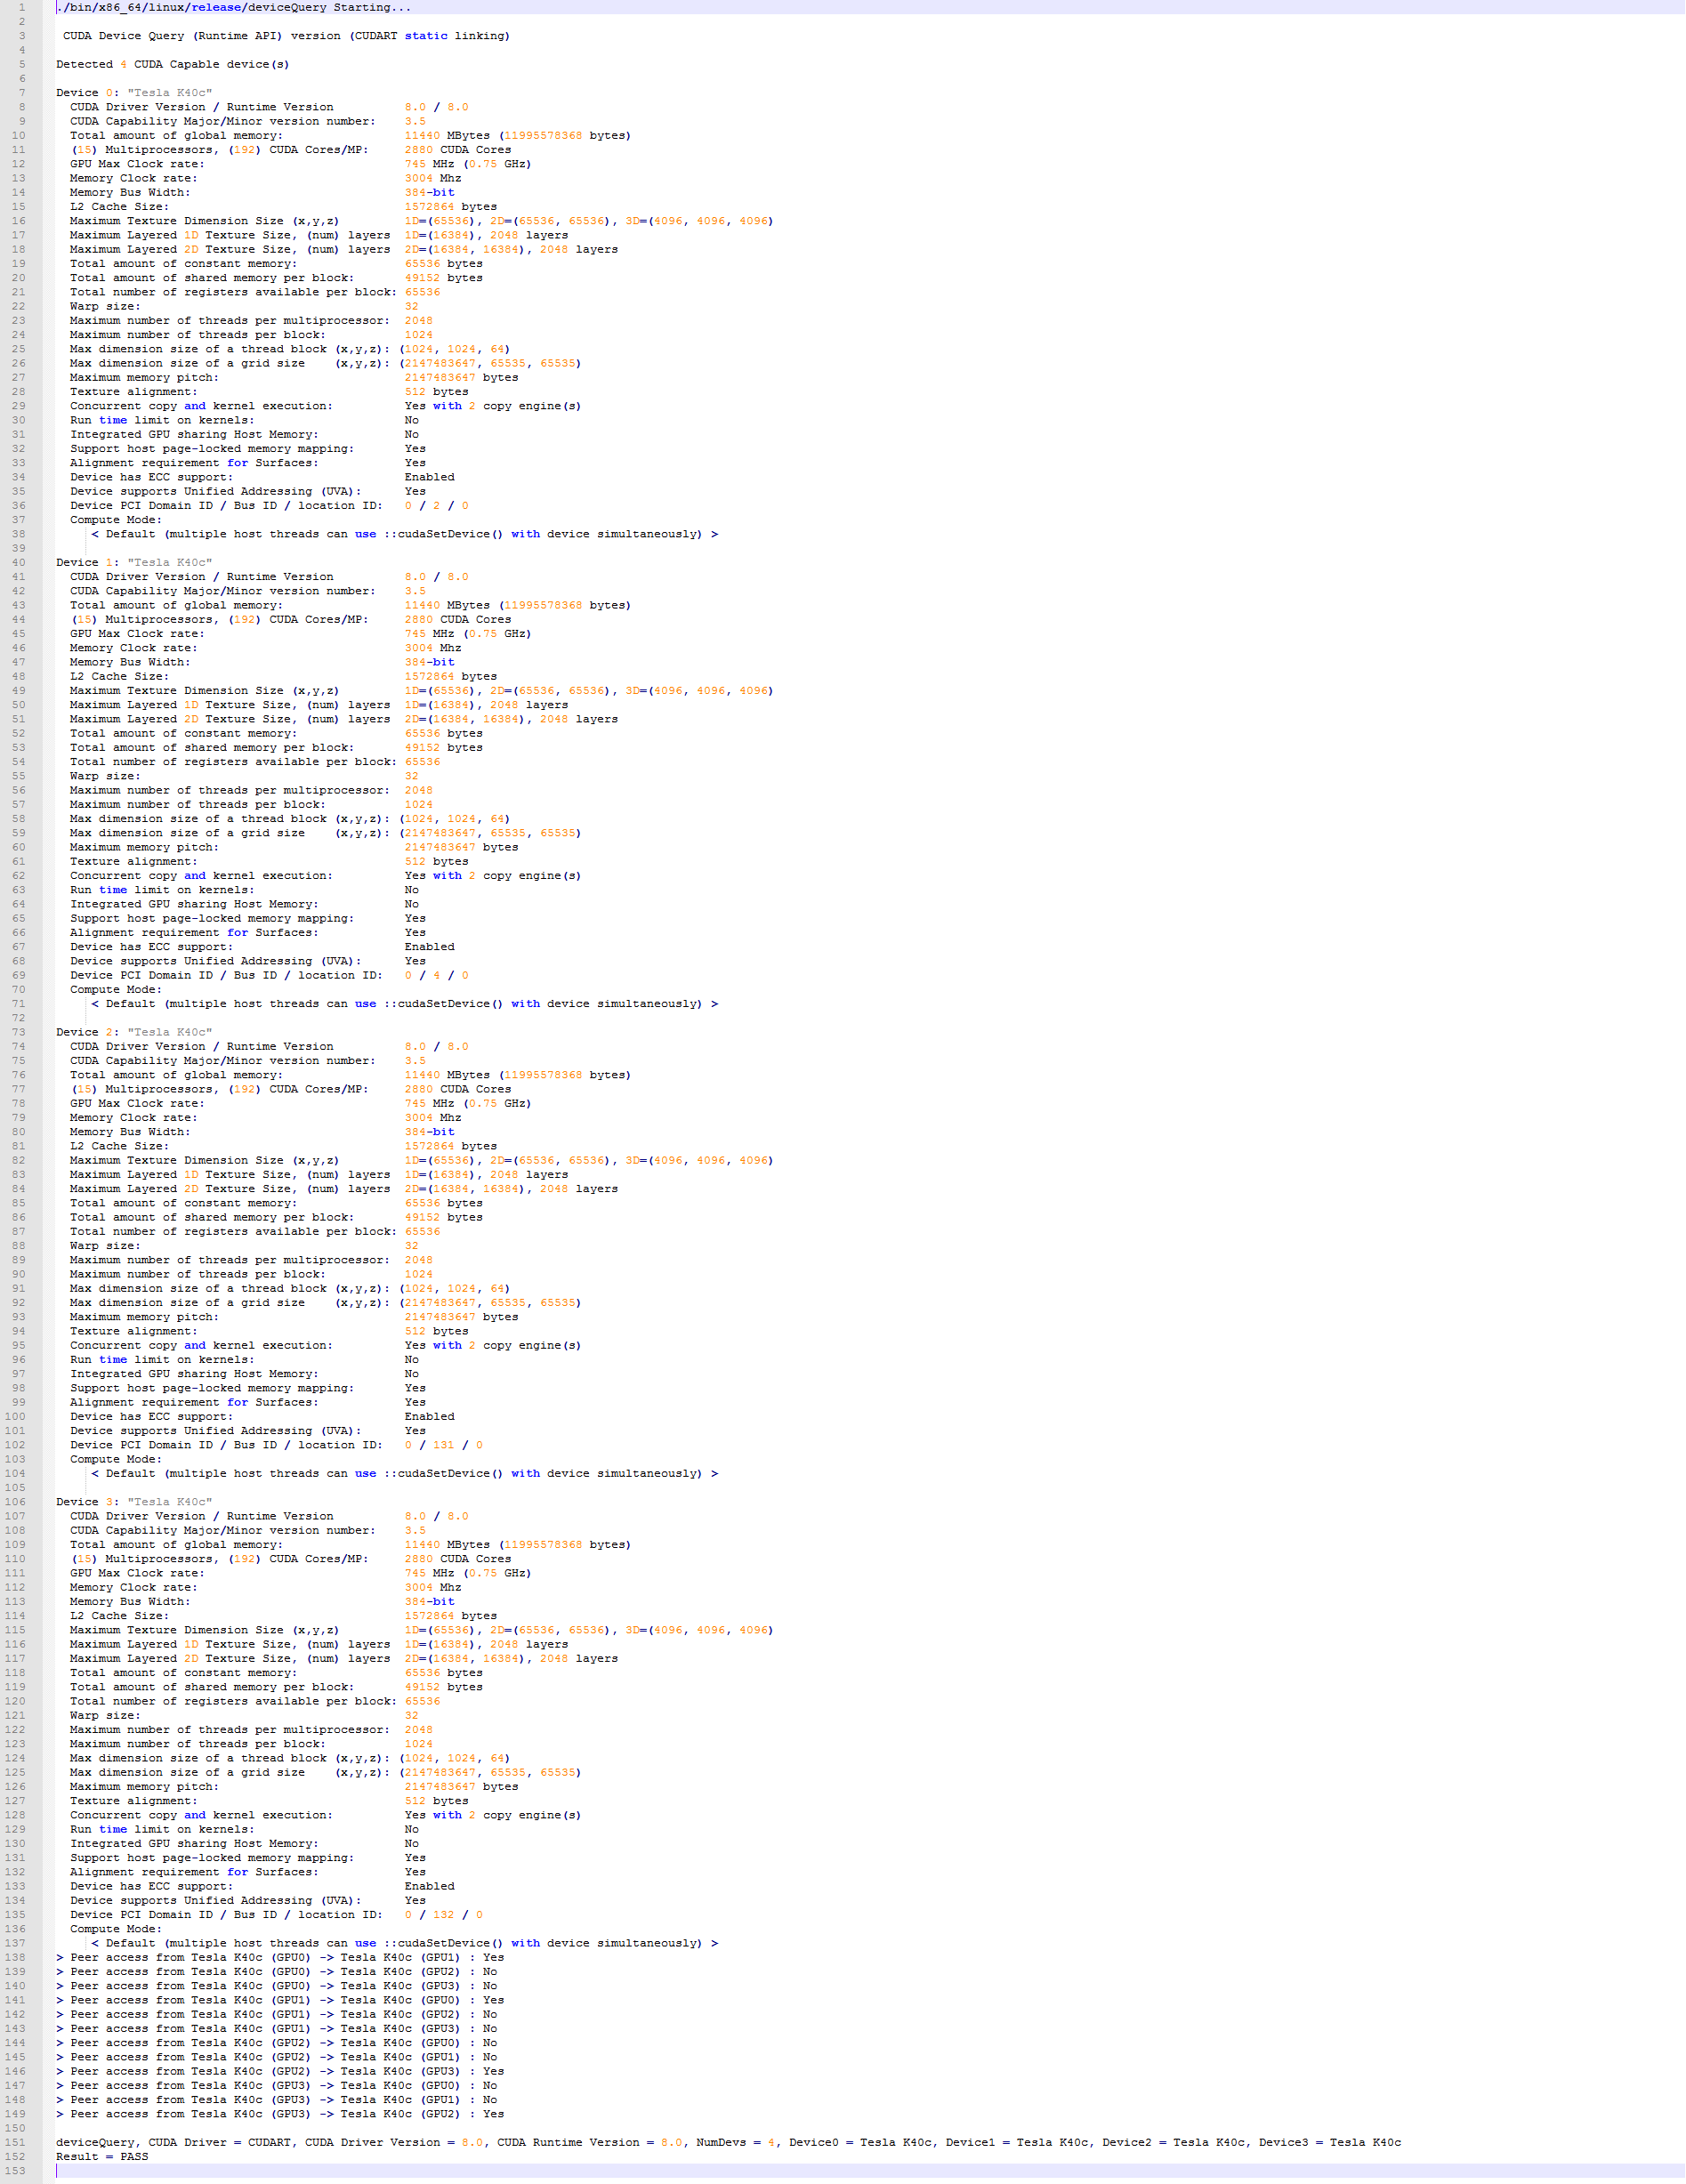 1 ./bin/x86_64/linux/release/deviceQuery Starting...
2
3 CUDA Device Query (Runtime API) version (CUDART static linking)
4
5 Detected 4 CUDA Capable device(s)
6
7 Device 0: "Tesla K40c"
8 CUDA Driver Version / Runtime Version 8.0 / 8.0
9 CUDA Capability Major/Minor version number: 3.5
10 Total amount of global memory: 11440 MBytes (11995578368 bytes)
11 (15) Multiprocessors, (192) CUDA Cores/MP: 2880 CUDA Cores
12 GPU Max Clock rate: 745 MHz (0.75 GHz)
13 Memory Clock rate: 3004 Mhz
14 Memory Bus Width: 384-bit
15 L2 Cache Size: 1572864 bytes
16 Maximum Texture Dimension Size (x,y,z) 1D=(65536), 2D=(65536, 65536), 3D=(4096, 4096, 4096)
17 Maximum Layered 1D Texture Size, (num) layers 1D=(16384), 2048 layers
18 Maximum Layered 2D Texture Size, (num) layers 2D=(16384, 16384), 2048 layers
19 Total amount of constant memory: 65536 bytes
20 Total amount of shared memory per block: 49152 bytes
21 Total number of registers available per block: 65536
22 Warp size: 32
23 Maximum number of threads per multiprocessor: 2048
24 Maximum number of threads per block: 1024
25 Max dimension size of a thread block (x,y,z): (1024, 1024, 64)
26 Max dimension size of a grid size (x,y,z): (2147483647, 65535, 65535)
27 Maximum memory pitch: 2147483647 bytes
28 Texture alignment: 512 bytes
29 Concurrent copy and kernel execution: Yes with 2 copy engine(s)
30 Run time limit on kernels: No
31 Integrated GPU sharing Host Memory: No
32 Support host page-locked memory mapping: Yes
33 Alignment requirement for Surfaces: Yes
34 Device has ECC support: Enabled
35 Device supports Unified Addressing (UVA): Yes
36 Device PCI Domain ID / Bus ID / location ID: 0 / 2 / 0
37 Compute Mode:
38 < Default (multiple host threads can use ::cudaSetDevice() with device simultaneously) >
39
40 Device 1: "Tesla K40c"
41 CUDA Driver Version / Runtime Version 8.0 / 8.0
42 CUDA Capability Major/Minor version number: 3.5
43 Total amount of global memory: 11440 MBytes (11995578368 bytes)
44 (15) Multiprocessors, (192) CUDA Cores/MP: 2880 CUDA Cores
45 GPU Max Clock rate: 745 MHz (0.75 GHz)
46 Memory Clock rate: 3004 Mhz
47 Memory Bus Width: 384-bit
48 L2 Cache Size: 1572864 bytes
49 Maximum Texture Dimension Size (x,y,z) 1D=(65536), 2D=(65536, 65536), 3D=(4096, 4096, 4096)
50 Maximum Layered 1D Texture Size, (num) layers 1D=(16384), 2048 layers
51 Maximum Layered 2D Texture Size, (num) layers 2D=(16384, 16384), 2048 layers
52 Total amount of constant memory: 65536 bytes
53 Total amount of shared memory per block: 49152 bytes
54 Total number of registers available per block: 65536
55 Warp size: 32
56 Maximum number of threads per multiprocessor: 2048
57 Maximum number of threads per block: 1024
58 Max dimension size of a thread block (x,y,z): (1024, 1024, 64)
59 Max dimension size of a grid size (x,y,z): (2147483647, 65535, 65535)
60 Maximum memory pitch: 2147483647 bytes
61 Texture alignment: 512 bytes
62 Concurrent copy and kernel execution: Yes with 2 copy engine(s)
63 Run time limit on kernels: No
64 Integrated GPU sharing Host Memory: No
65 Support host page-locked memory mapping: Yes
66 Alignment requirement for Surfaces: Yes
67 Device has ECC support: Enabled
68 Device supports Unified Addressing (UVA): Yes
69 Device PCI Domain ID / Bus ID / location ID: 0 / 4 / 0
70 Compute Mode:
71 < Default (multiple host threads can use ::cudaSetDevice() with device simultaneously) >
72
73 Device 2: "Tesla K40c"
74 CUDA Driver Version / Runtime Version 8.0 / 8.0
75 CUDA Capability Major/Minor version number: 3.5
76 Total amount of global memory: 11440 MBytes (11995578368 bytes)
77 (15) Multiprocessors, (192) CUDA Cores/MP: 2880 CUDA Cores
78 GPU Max Clock rate: 745 MHz (0.75 GHz)
79 Memory Clock rate: 3004 Mhz
80 Memory Bus Width: 384-bit
81 L2 Cache Size: 1572864 bytes
82 Maximum Texture Dimension Size (x,y,z) 1D=(65536), 2D=(65536, 65536), 3D=(4096, 4096, 4096)
83 Maximum Layered 1D Texture Size, (num) layers 1D=(16384), 2048 layers
84 Maximum Layered 2D Texture Size, (num) layers 2D=(16384, 16384), 2048 layers
85 Total amount of constant memory: 65536 bytes
86 Total amount of shared memory per block: 49152 bytes
87 Total number of registers available per block: 65536
88 Warp size: 32
89 Maximum number of threads per multiprocessor: 2048
90 Maximum number of threads per block: 1024
91 Max dimension size of a thread block (x,y,z): (1024, 1024, 64)
92 Max dimension size of a grid size (x,y,z): (2147483647, 65535, 65535)
93 Maximum memory pitch: 2147483647 bytes
94 Texture alignment: 512 bytes
95 Concurrent copy and kernel execution: Yes with 2 copy engine(s)
96 Run time limit on kernels: No
97 Integrated GPU sharing Host Memory: No
98 Support host page-locked memory mapping: Yes
99 Alignment requirement for Surfaces: Yes
100 Device has ECC support: Enabled
101 Device supports Unified Addressing (UVA): Yes
102 Device PCI Domain ID / Bus ID / location ID: 0 / 131 / 0
103 Compute Mode:
104 < Default (multiple host threads can use ::cudaSetDevice() with device simultaneously) >
105
106 Device 3: "Tesla K40c"
107 CUDA Driver Version / Runtime Version 8.0 / 8.0
108 CUDA Capability Major/Minor version number: 3.5
109 Total amount of global memory: 11440 MBytes (11995578368 bytes)
110 (15) Multiprocessors, (192) CUDA Cores/MP: 2880 CUDA Cores
111 GPU Max Clock rate: 745 MHz (0.75 GHz)
112 Memory Clock rate: 3004 Mhz
113 Memory Bus Width: 384-bit
114 L2 Cache Size: 1572864 bytes
115 Maximum Texture Dimension Size (x,y,z) 1D=(65536), 2D=(65536, 65536), 3D=(4096, 4096, 4096)
116 Maximum Layered 1D Texture Size, (num) layers 1D=(16384), 2048 layers
117 Maximum Layered 2D Texture Size, (num) layers 2D=(16384, 16384), 2048 layers
118 Total amount of constant memory: 65536 bytes
119 Total amount of shared memory per block: 49152 bytes
120 Total number of registers available per block: 65536
121 Warp size: 32
122 Maximum number of threads per multiprocessor: 2048
123 Maximum number of threads per block: 1024
124 Max dimension size of a thread block (x,y,z): (1024, 1024, 64)
125 Max dimension size of a grid size (x,y,z): (2147483647, 65535, 65535)
126 Maximum memory pitch: 2147483647 bytes
127 Texture alignment: 512 bytes
128 Concurrent copy and kernel execution: Yes with 2 copy engine(s)
129 Run time limit on kernels: No
130 Integrated GPU sharing Host Memory: No
131 Support host page-locked memory mapping: Yes
132 Alignment requirement for Surfaces: Yes
133 Device has ECC support: Enabled
134 Device supports Unified Addressing (UVA): Yes
135 Device PCI Domain ID / Bus ID / location ID: 0 / 132 / 0
136 Compute Mode:
137 < Default (multiple host threads can use ::cudaSetDevice() with device simultaneously) >
138 > Peer access from Tesla K40c (GPU0) -> Tesla K40c (GPU1) : Yes
139 > Peer access from Tesla K40c (GPU0) -> Tesla K40c (GPU2) : No
140 > Peer access from Tesla K40c (GPU0) -> Tesla K40c (GPU3) : No
141 > Peer access from Tesla K40c (GPU1) -> Tesla K40c (GPU0) : Yes
142 > Peer access from Tesla K40c (GPU1) -> Tesla K40c (GPU2) : No
143 > Peer access from Tesla K40c (GPU1) -> Tesla K40c (GPU3) : No
144 > Peer access from Tesla K40c (GPU2) -> Tesla K40c (GPU0) : No
145 > Peer access from Tesla K40c (GPU2) -> Tesla K40c (GPU1) : No
146 > Peer access from Tesla K40c (GPU2) -> Tesla K40c (GPU3) : Yes
147 > Peer access from Tesla K40c (GPU3) -> Tesla K40c (GPU0) : No
148 > Peer access from Tesla K40c (GPU3) -> Tesla K40c (GPU1) : No
149 > Peer access from Tesla K40c (GPU3) -> Tesla K40c (GPU2) : Yes
150
151 deviceQuery, CUDA Driver = CUDART, CUDA Driver Version = 8.0, CUDA Runtime Version = 8.0, NumDevs = 4, Device0 = Tesla K40c, Device1 = Tesla K40c, Device2 = Tesla K40c, Device3 = Tesla K40c
152 Result = PASS
153